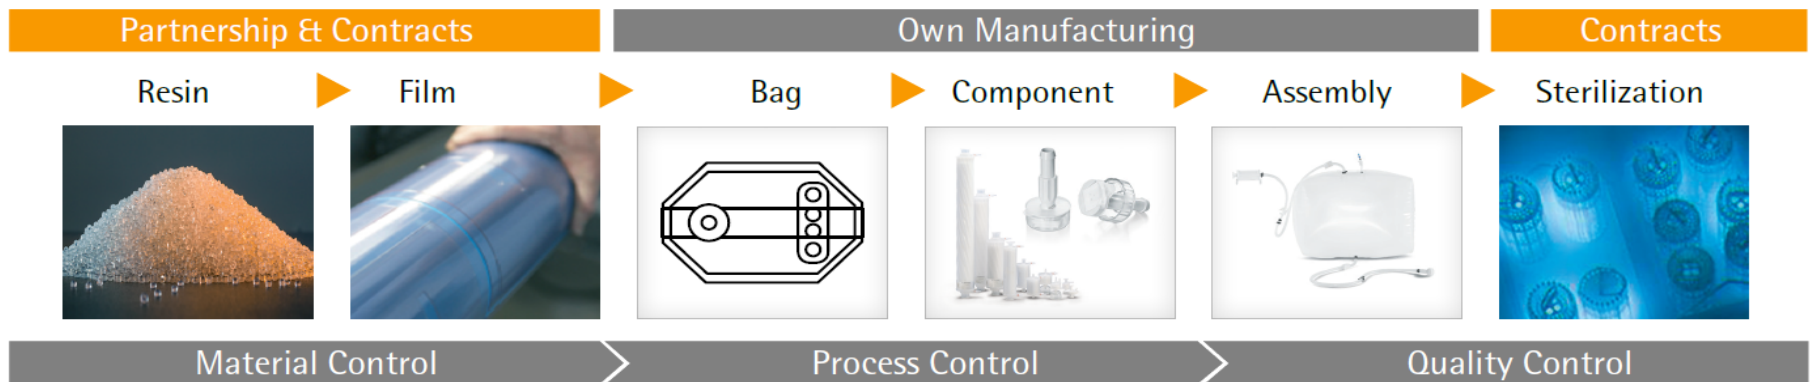 Partnership & Contracts
Own Manufacturing
Contracts
Resin
Film
Bag
Component
Assembly
Sterilization
Material Control
Process Control
Quality Control